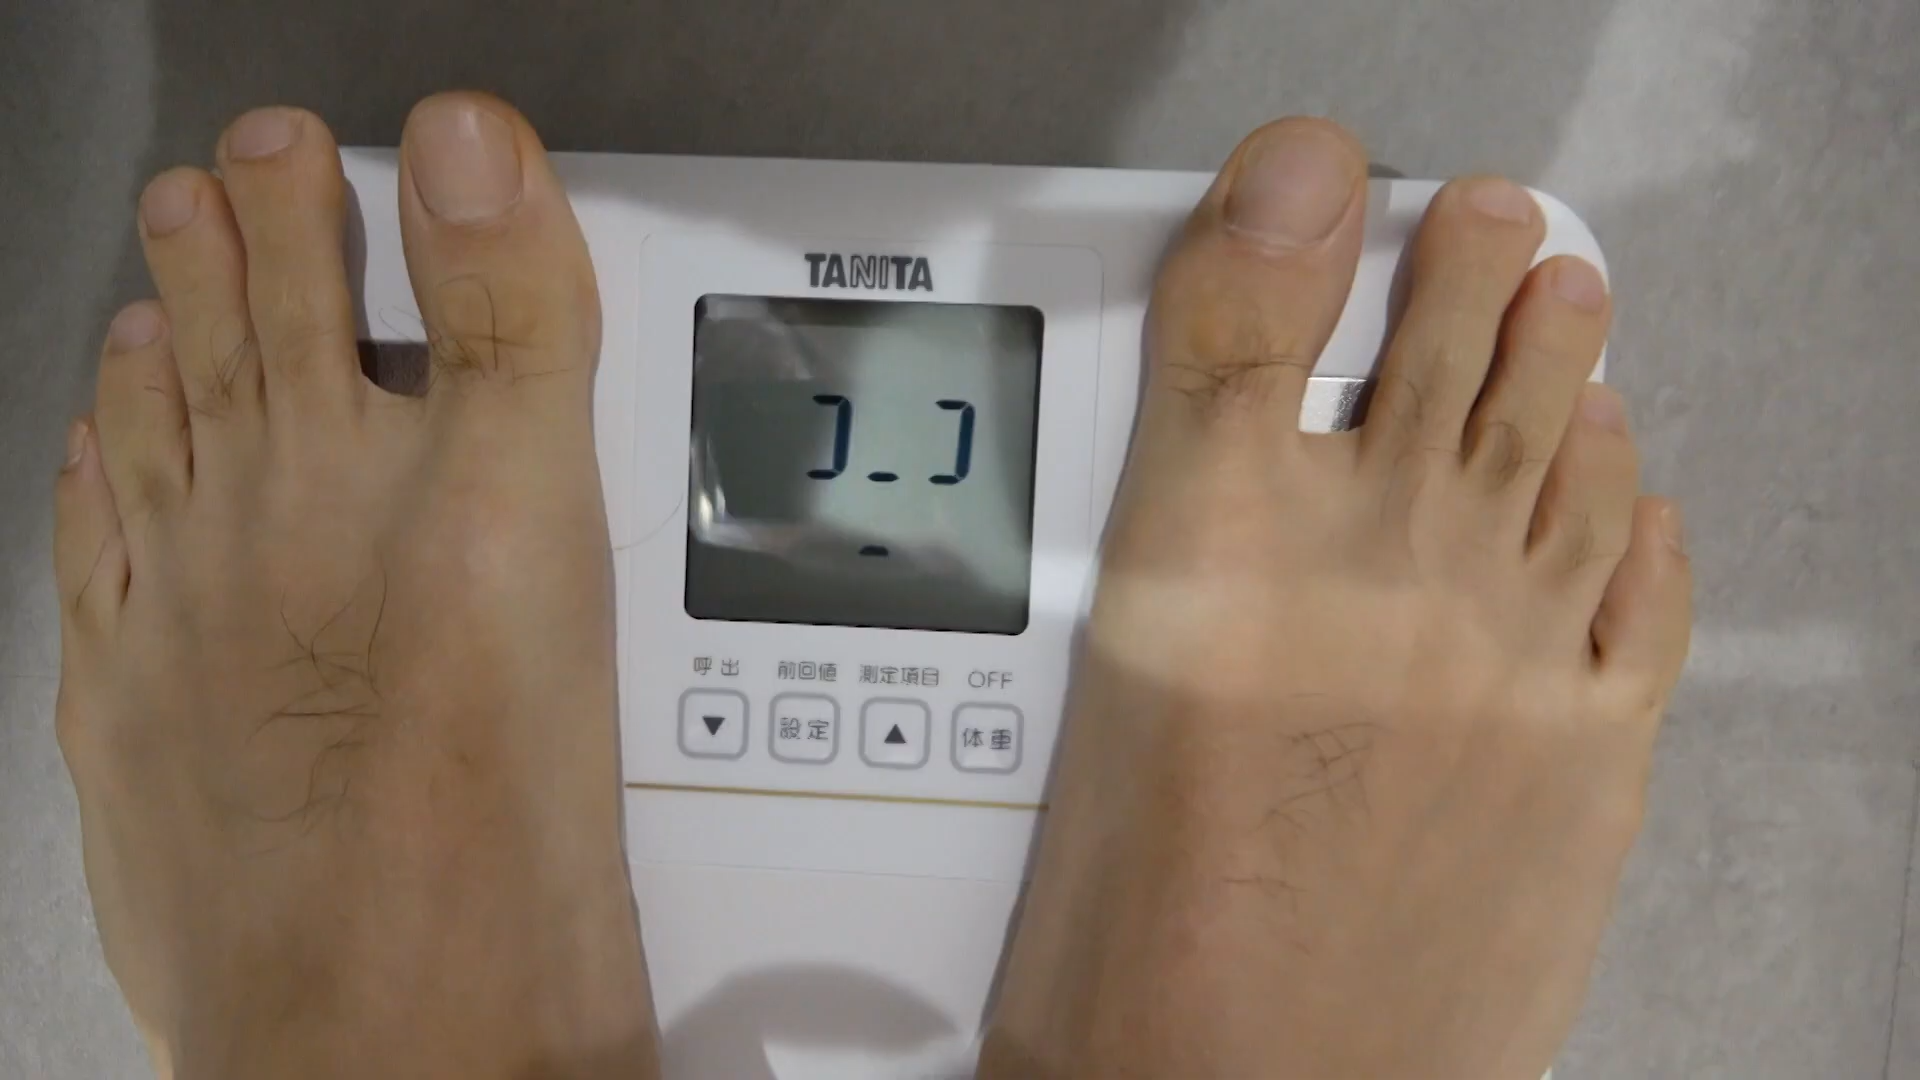 TANITA
呼出 前回値 測定項目 OFF
▼ 設定 ▲ 体重